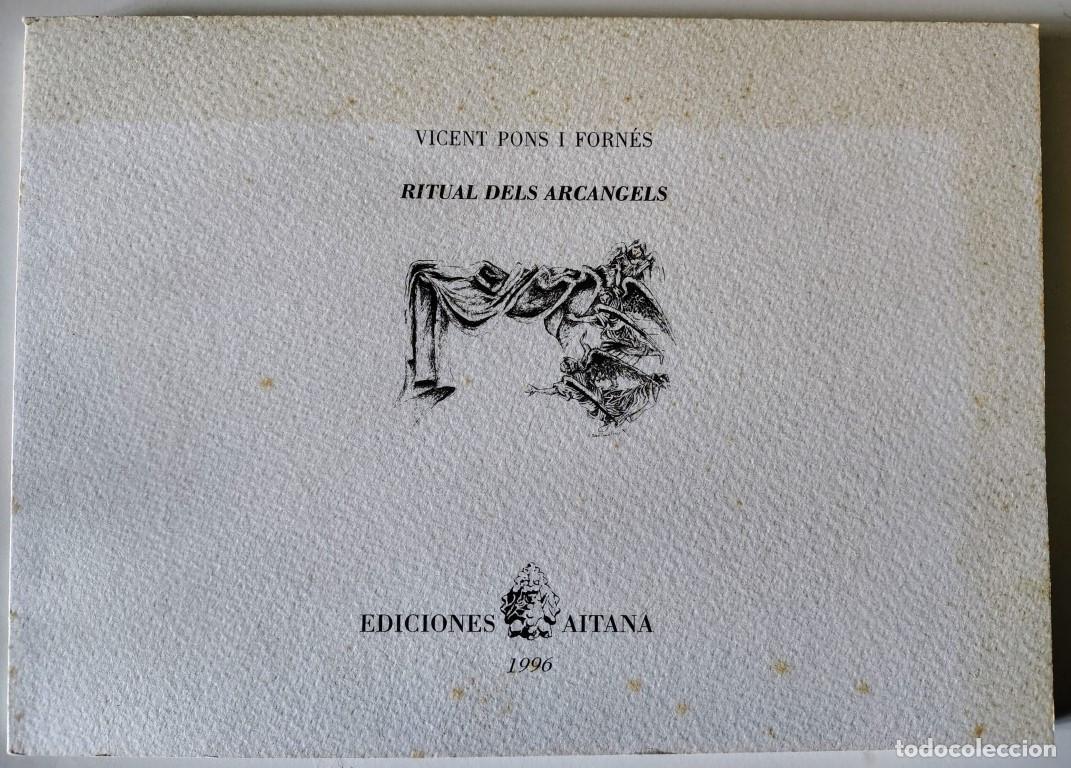 VICENT PONS I FORNÉS
RITUAL DELS ARCANGELS
EDICIONES AITANA
1996
todocoleccion